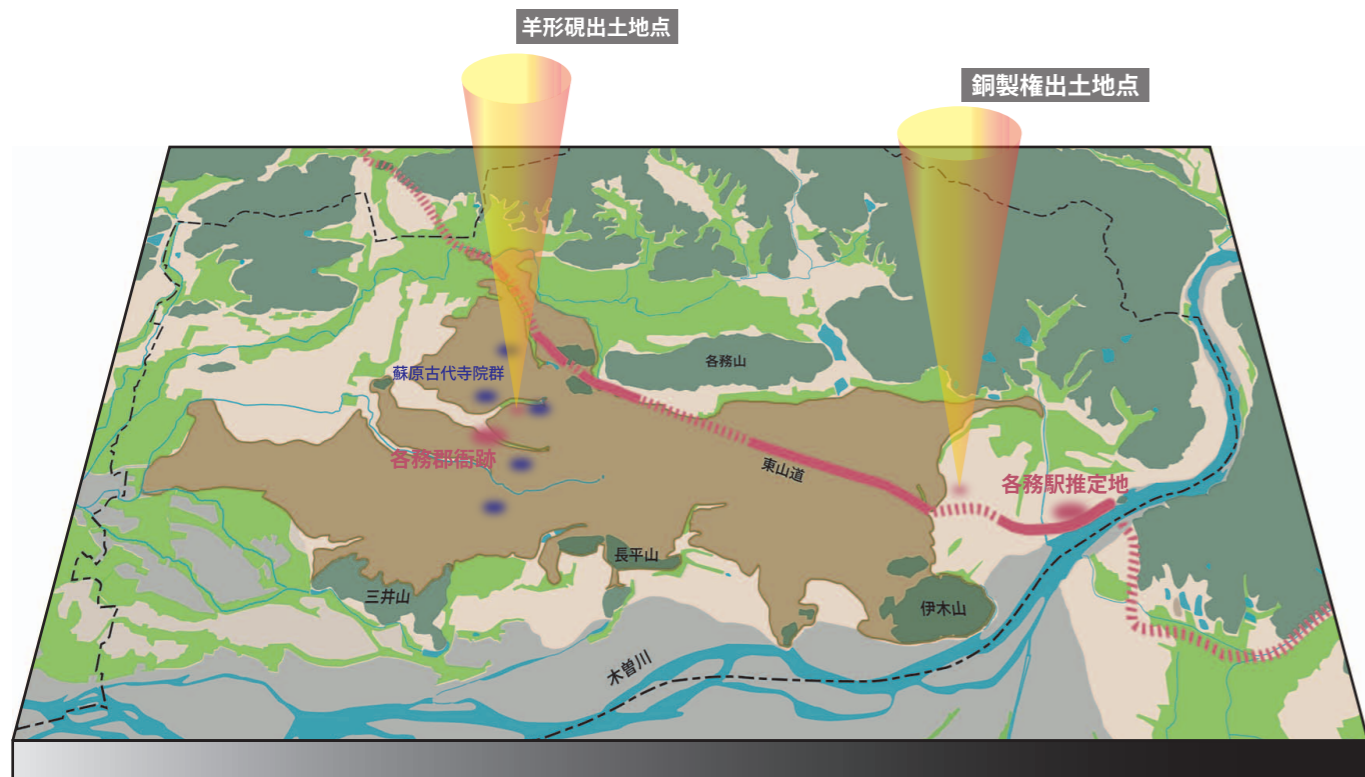 羊形硯出土地点
銅製権出土地点
各務山
蘇原古代寺院群
各務郡衙跡
東山道
各務駅推定地
長平山
三井山
伊木山
木曽川